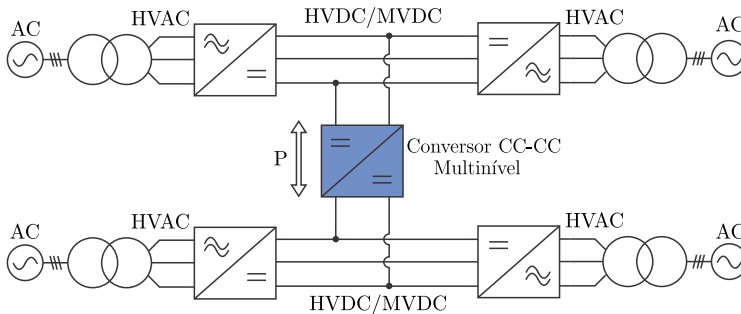 HVDC/MVDC
AC
HVAC
HVAC
AC
P
Conversor CC-CC
Multinível
AC
HVAC
HVAC
AC
HVDC/MVDC